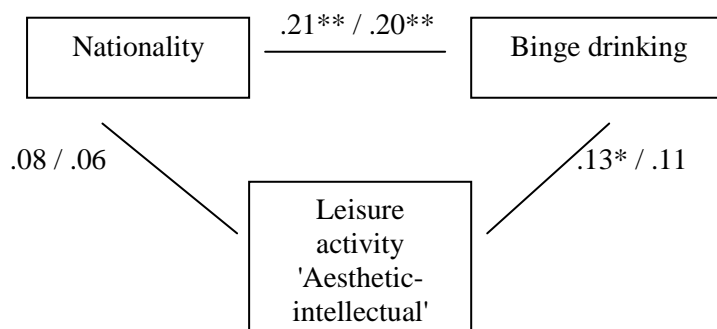 .21** / .20**
Nationality
Binge drinking
.08 / .06
.13* / .11
Leisure
activity
'Aesthetic-
intellectual'